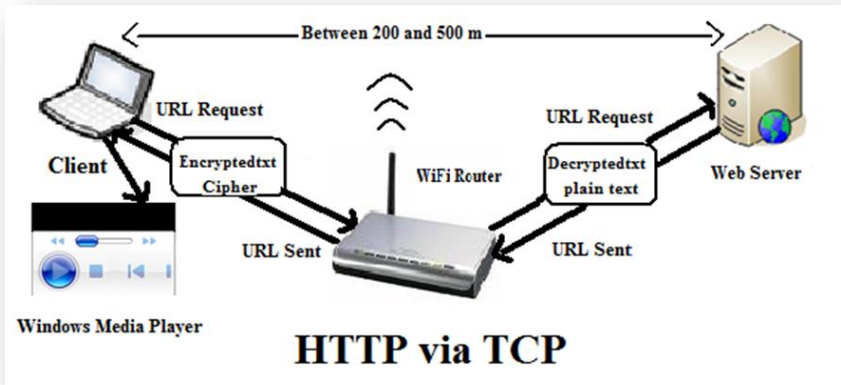 Between 200 and 500 m
URL Request
URL Request
Client
Encryptedtxt
Cipher
WiFi Router
Decryptedtxt
plain text
Web Server
URL Sent
URL Sent
Windows Media Player
HTTP via TCP